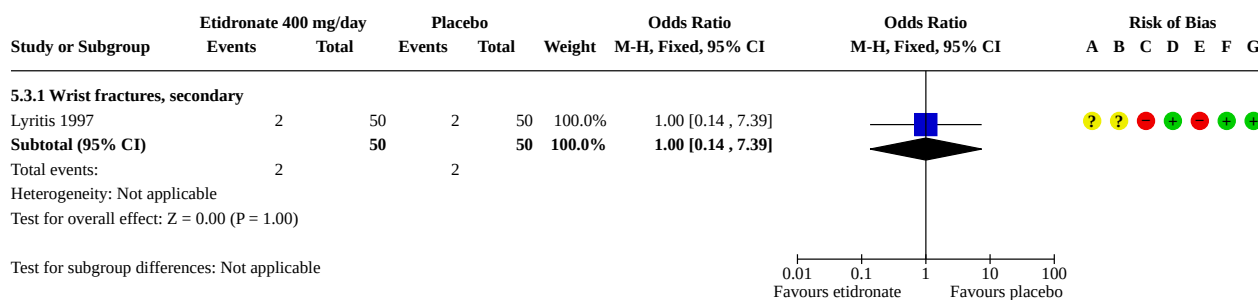 Etidronate 400 mg/day Placebo Odds Ratio Odds Ratio Risk of Bias
Study or Subgroup Events Total Events Total Weight M-H, Fixed, 95% CI M-H, Fixed, 95% CI A B C D E F G
5.3.1 Wrist fractures, secondary
Lyritis 1997 2 50 2 50 100.0% 1.00 [0.14 , 7.39] ? ? − + − + +
Subtotal (95% CI) 50 50 100.0% 1.00 [0.14 , 7.39]
Total events: 2 2
Heterogeneity: Not applicable
Test for overall effect: Z = 0.00 (P = 1.00)
Test for subgroup differences: Not applicable
0.01 0.1 1 10 100
Favours etidronate Favours placebo